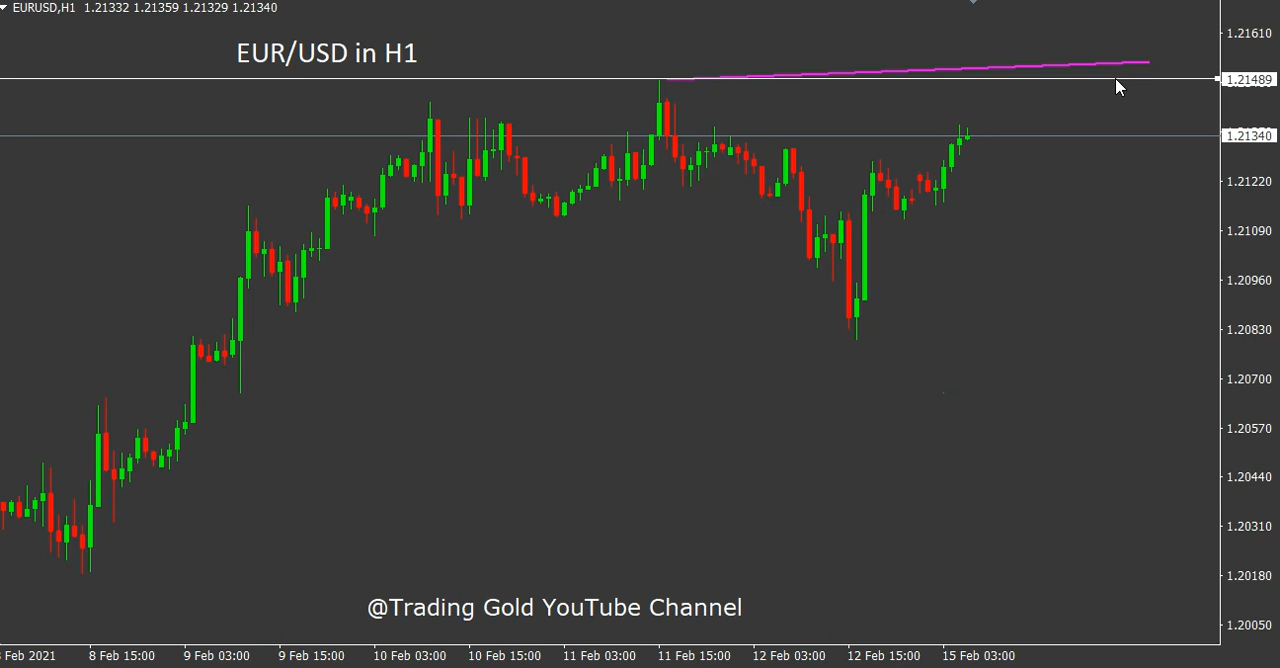 EURUSD,H1 1.21332 1.21359 1.21329 1.21340
EUR/USD in H1
1.21610
1.21489
1.21340
1.21220
1.21090
1.20960
1.20830
1.20700
1.20570
1.20440
1.20310
1.20180
1.20050
@Trading Gold YouTube Channel
Feb 2021
8 Feb 15:00
9 Feb 03:00
9 Feb 15:00
10 Feb 03:00
10 Feb 15:00
11 Feb 03:00
11 Feb 15:00
12 Feb 03:00
12 Feb 15:00
15 Feb 03:00